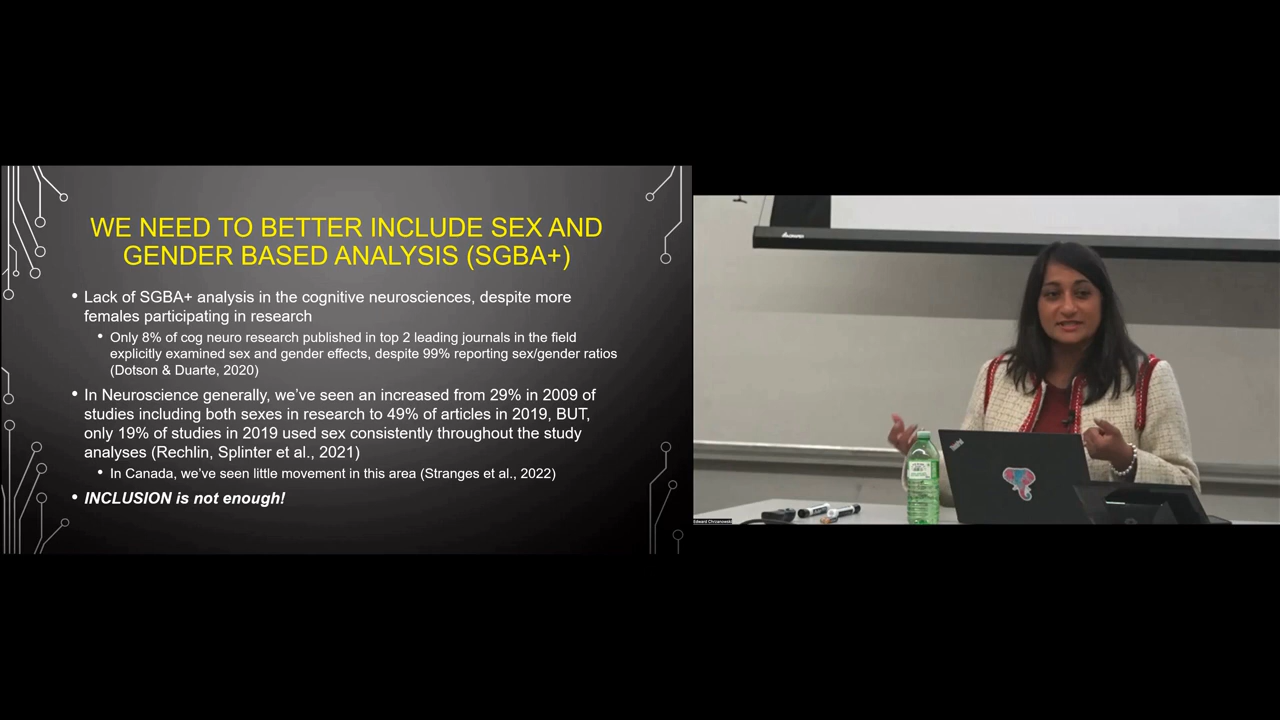 WE NEED TO BETTER INCLUDE SEX AND
GENDER BASED ANALYSIS (SGBA+)
• Lack of SGBA+ analysis in the cognitive neurosciences, despite more
females participating in research
• Only 8% of cog neuro research published in top 2 leading journals in the field
explicitly examined sex and gender effects, despite 99% reporting sex/gender ratios
(Dotson & Duarte, 2020)
• In Neuroscience generally, we've seen an increased from 29% in 2009 of
studies including both sexes in research to 49% of articles in 2019, BUT,
only 19% of studies in 2019 used sex consistently throughout the study
analyses (Rechlin, Splinter et al., 2021)
• In Canada, we've seen little movement in this area (Stranges et al., 2022)
• INCLUSION is not enough!
ThinkPad
Edward Chrzanowski